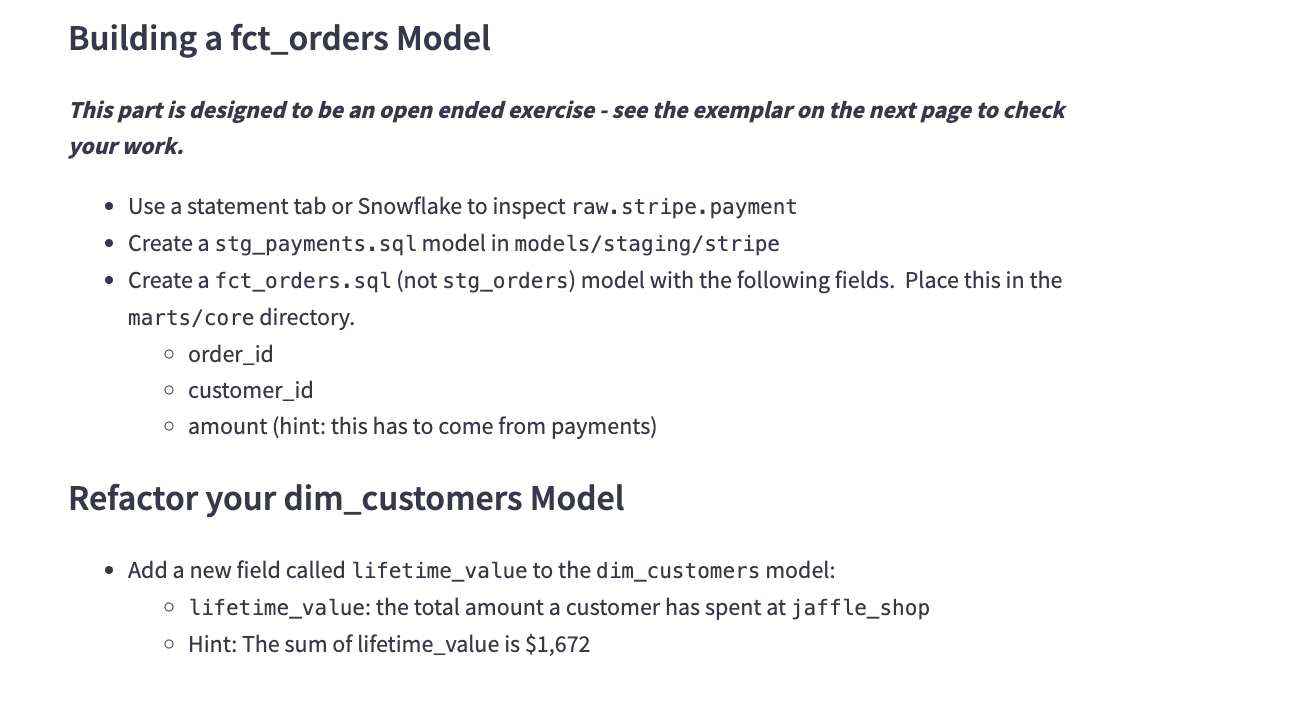 Building a fct_orders Model
This part is designed to be an open ended exercise - see the exemplar on the next page to check
your work.
• Use a statement tab or Snowflake to inspect raw.stripe.payment
• Create a stg_payments.sql model in models/staging/stripe
• Create a fct_orders.sql (not stg_orders) model with the following fields.  Place this in the
marts/core directory.
○ order_id
○ customer_id
○ amount (hint: this has to come from payments)
Refactor your dim_customers Model
• Add a new field called lifetime_value to the dim_customers model:
○ lifetime_value: the total amount a customer has spent at jaffle_shop
○ Hint: The sum of lifetime_value is $1,672